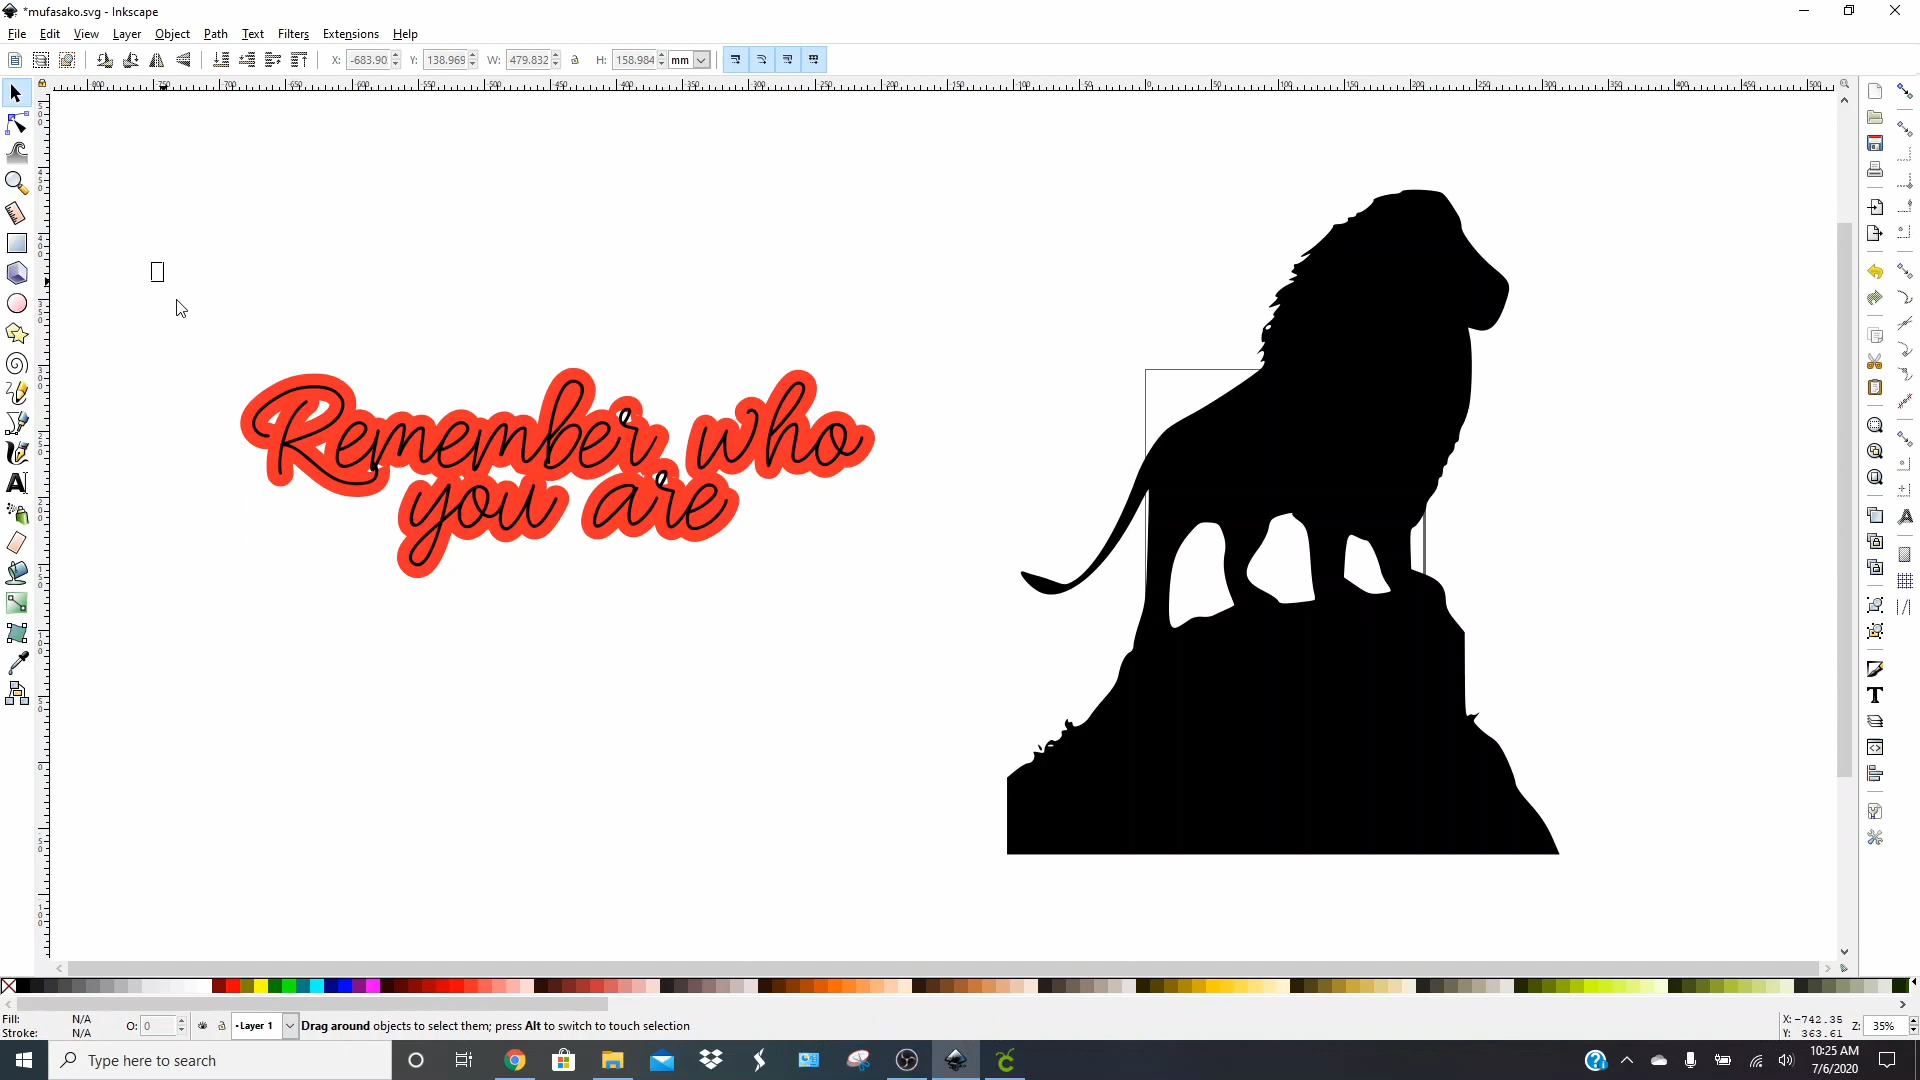 *mufasako.svg - Inkscape
File Edit View Layer Object Path Text Filters Extensions Help
X: -683.90 Y: 138.969 W: 479.832 H: 158.984 mm
Remember who
you are
Fill: N/A O: 0 Layer 1 Drag around objects to select them; press Alt to switch to touch selection X: -742.35 Z: 35%
Stroke: N/A Y: 363.61
Type here to search
10:25 AM
7/6/2020